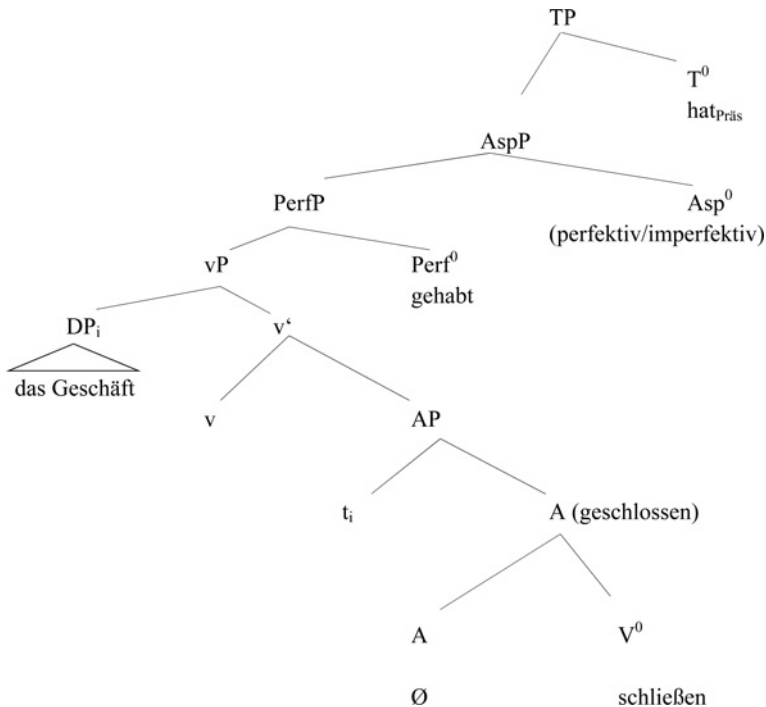 TP
T⁰
hatPräs
AspP
PerfP Asp⁰
(perfektiv/imperfektiv)
vP Perf⁰
gehabt
DPi v‘
das Geschäft
v AP
ti A (geschlossen)
A V⁰
Ø schließen